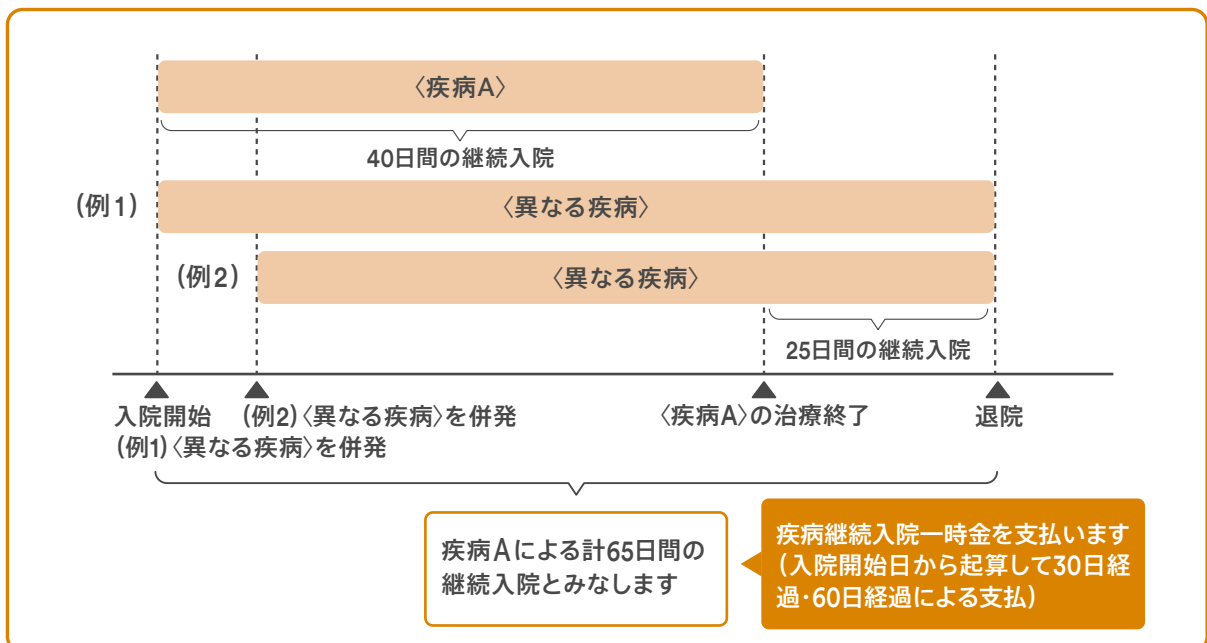 〈疾病A〉
40日間の継続入院
(例1)
〈異なる疾病〉
(例2)
〈異なる疾病〉
25日間の継続入院
入院開始
(例1)〈異なる疾病〉を併発
(例2)〈異なる疾病〉を併発
〈疾病A〉の治療終了
退院
疾病Aによる計65日間の
継続入院とみなします
疾病継続入院一時金を支払います
(入院開始日から起算して30日経
過・60日経過による支払)